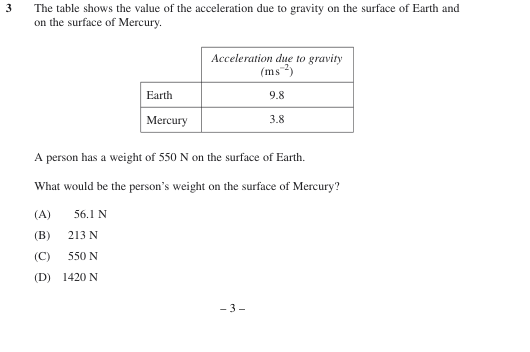 3 The table shows the value of the acceleration due to gravity on the surface of Earth and
on the surface of Mercury.
Acceleration due to gravity
(m s⁻²)
Earth 9.8
Mercury 3.8
A person has a weight of 550 N on the surface of Earth.
What would be the person's weight on the surface of Mercury?
(A) 56.1 N
(B) 213 N
(C) 550 N
(D) 1420 N
– 3 –